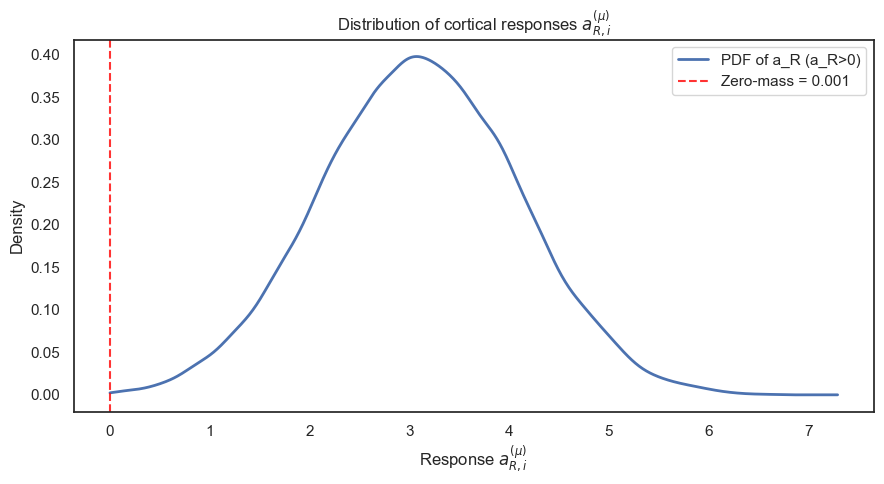 Distribution of cortical responses $a_{R,i}^{(\mu)}$
PDF of a_R (a_R>0)
Zero-mass = 0.001
Density
0.40
0.35
0.30
0.25
0.20
0.15
0.10
0.05
0.00
0 1 2 3 4 5 6 7
Response $a_{R,i}^{(\mu)}$